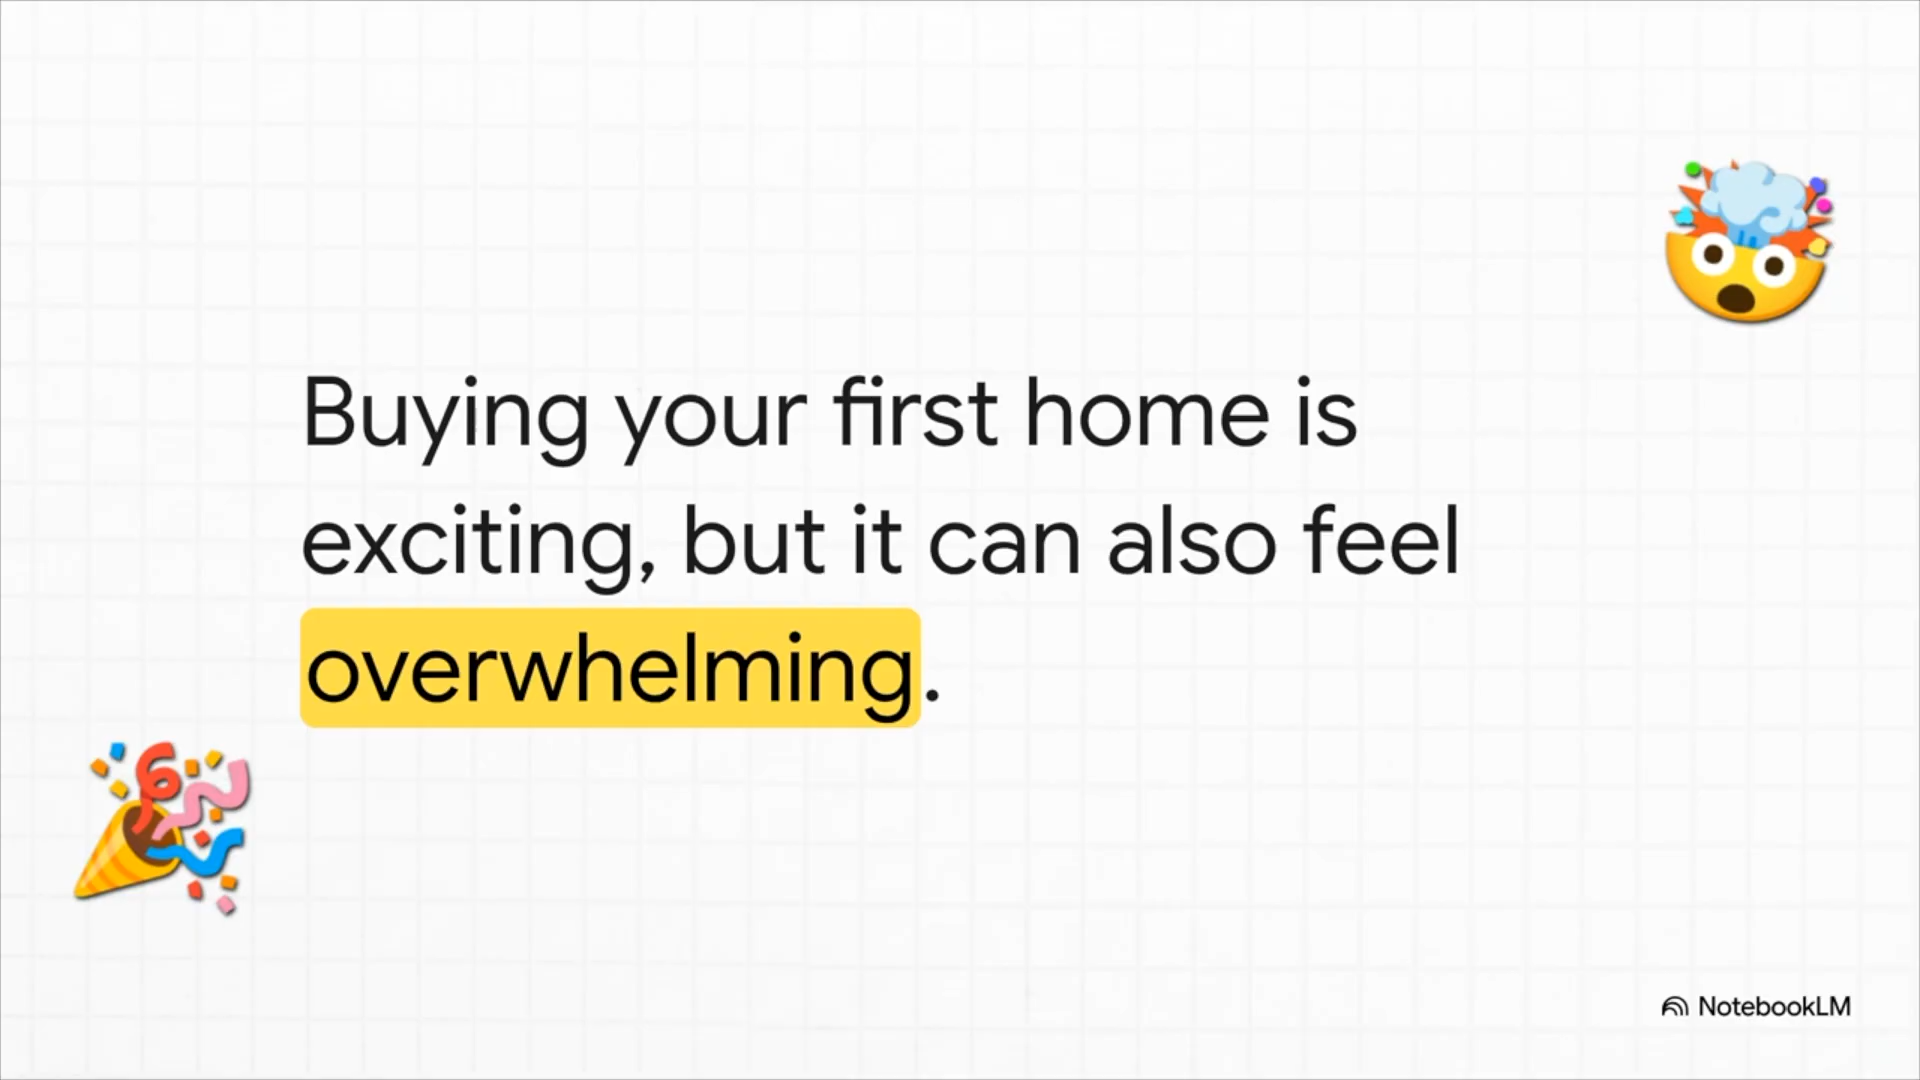 Buying your first home is
exciting, but it can also feel
overwhelming.
NotebookLM